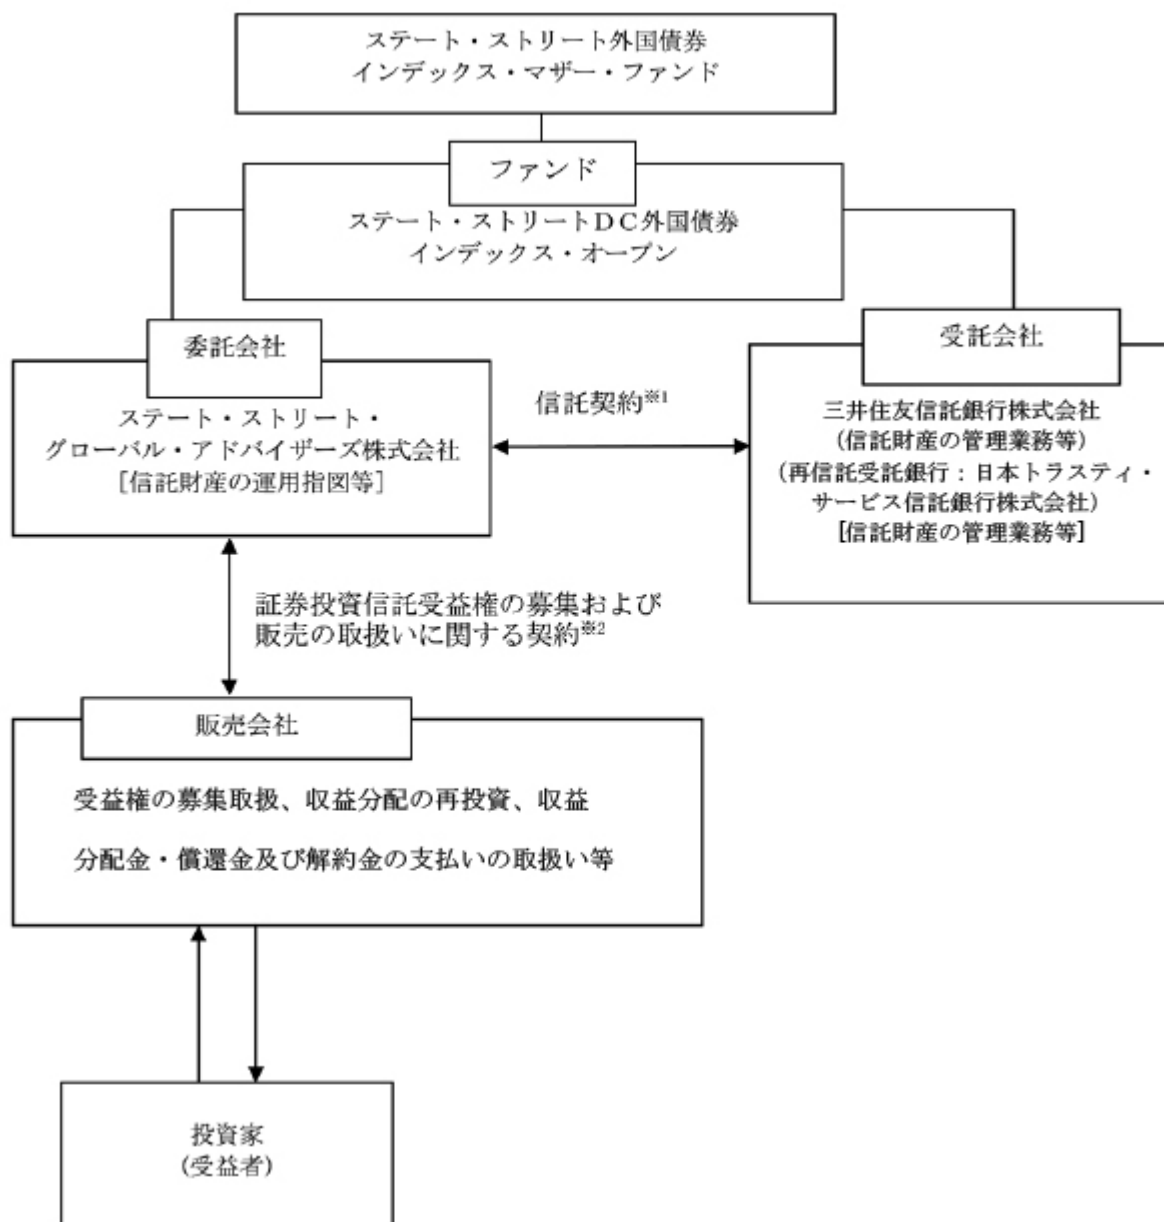 ステート・ストリート外国債券
インデックス・マザー・ファンド
ファンド
ステート・ストリートＤＣ外国債券
インデックス・オープン
委託会社
ステート・ストリート・
グローバル・アドバイザーズ株式会社
[信託財産の運用指図等]
信託契約※1
受託会社
三井住友信託銀行株式会社
(信託財産の管理業務等)
(再信託受託銀行：日本トラスティ・
サービス信託銀行株式会社)
[信託財産の管理業務等]
証券投資信託受益権の募集および
販売の取扱いに関する契約※2
販売会社
受益権の募集取扱、収益分配の再投資、収益
分配金・償還金及び解約金の支払いの取扱い等
投資家
(受益者)